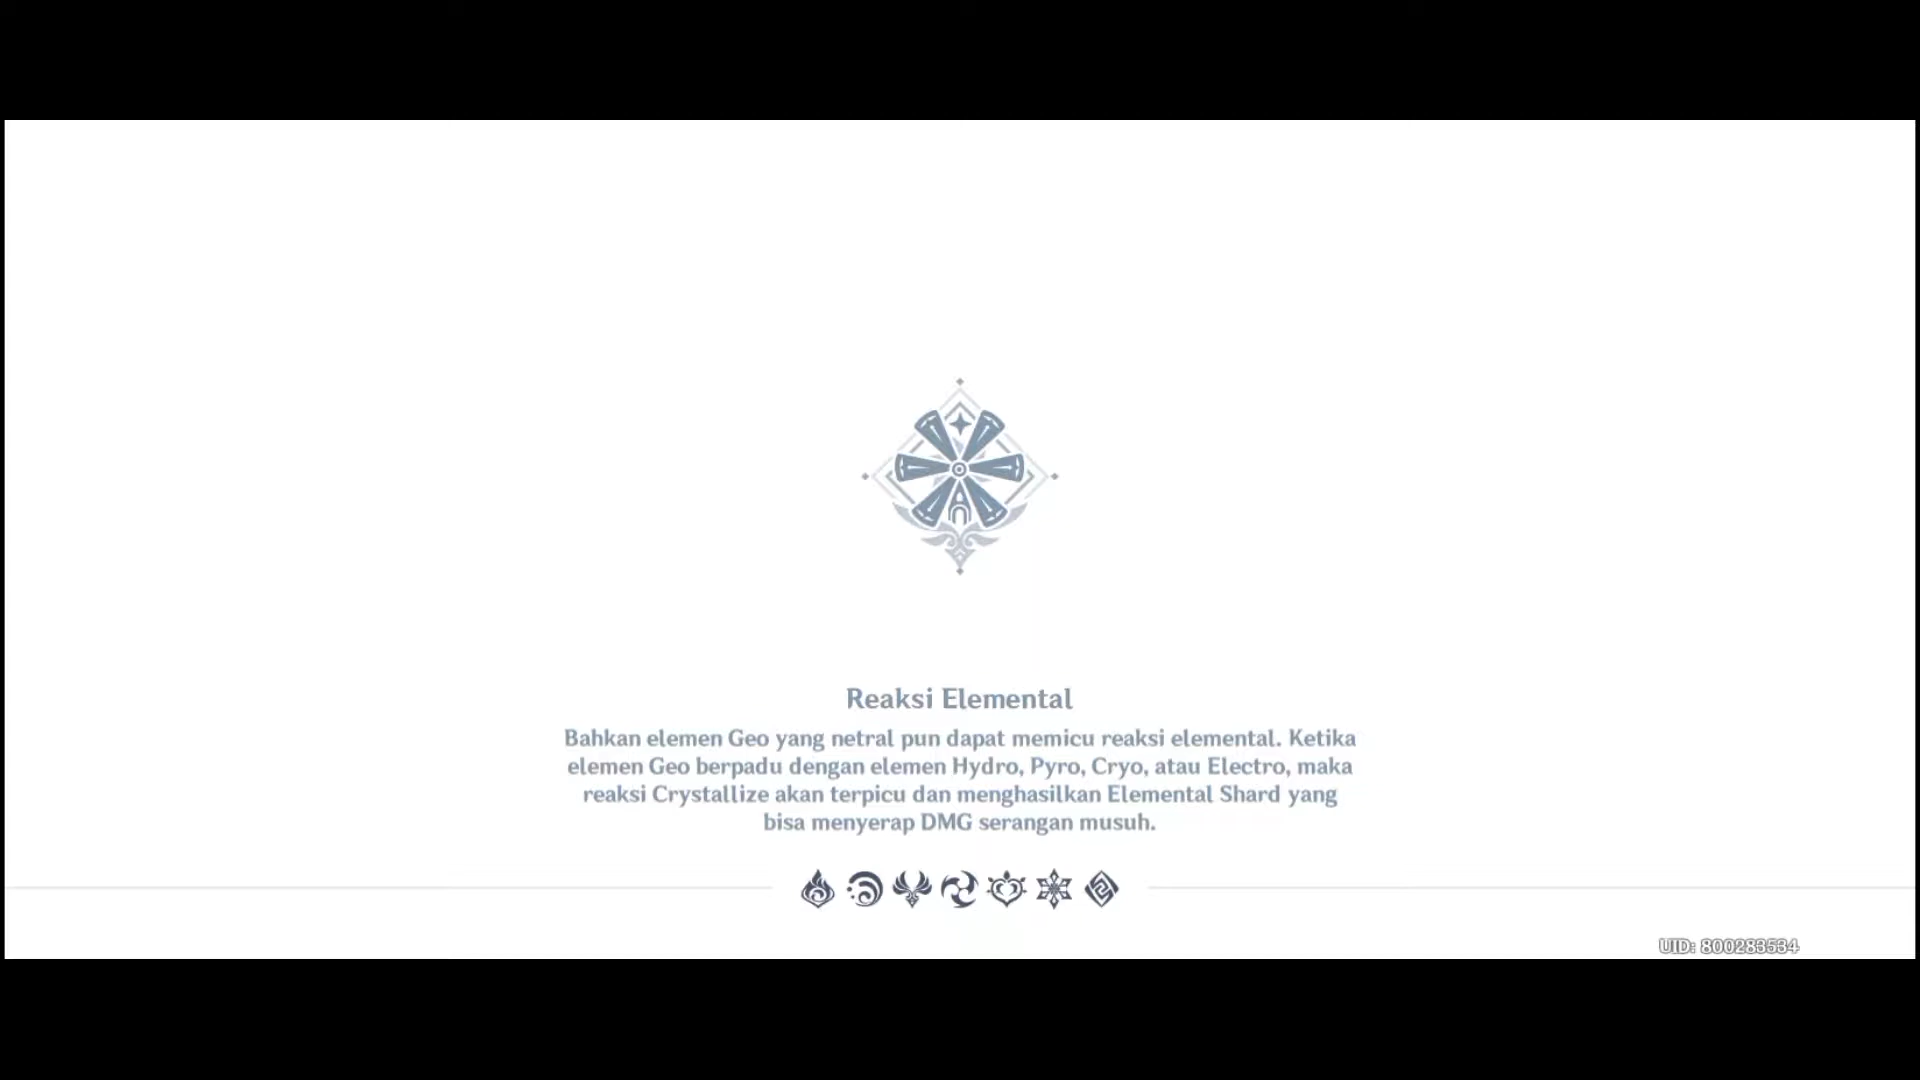 Reaksi Elemental
Bahkan elemen Geo yang netral pun dapat memicu reaksi elemental. Ketika
elemen Geo berpadu dengan elemen Hydro, Pyro, Cryo, atau Electro, maka
reaksi Crystallize akan terpicu dan menghasilkan Elemental Shard yang
bisa menyerap DMG serangan musuh.
UID: 800283534